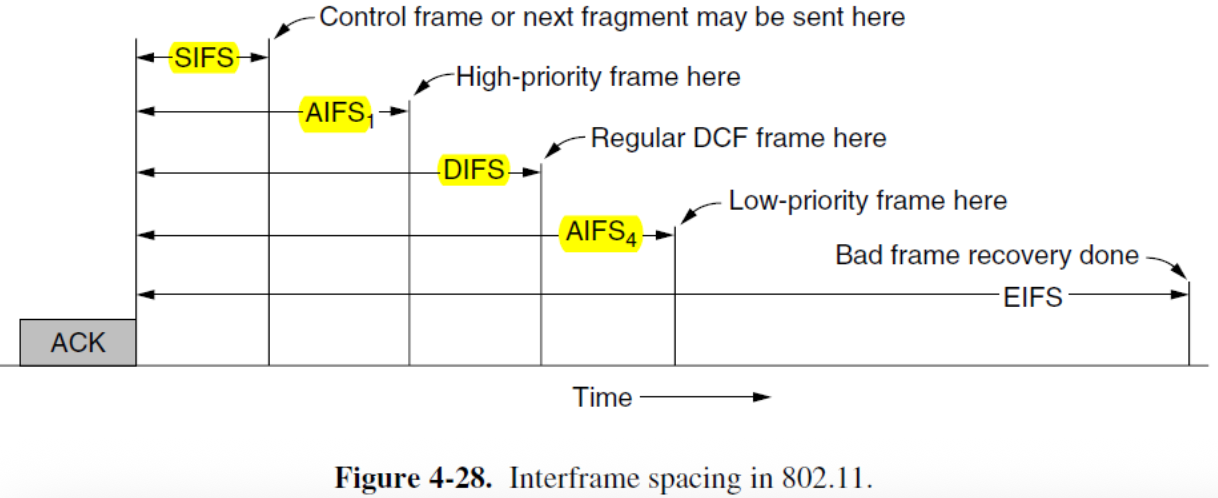 Control frame or next fragment may be sent here
SIFS
High-priority frame here
AIFS1
Regular DCF frame here
DIFS
Low-priority frame here
AIFS4
Bad frame recovery done
EIFS
ACK
Time
Figure 4-28. Interframe spacing in 802.11.